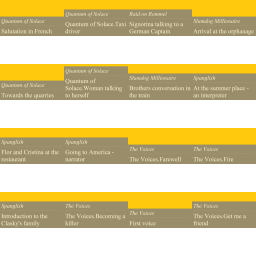 Quantum of Solace
Salutation in French
Quantum of Solace
Quantum of Solace.Taxi
driver
Raid on Rommel
Signorina talking to a
German Captain
Slumdog Millionaire
Arrival at the orphanage
Quantum of Solace
Towards the quarries
Quantum of Solace
Quantum of
Solace.Woman talking
to herself
Slumdog Millionaire
Brothers conversation in
the train
Spanglish
At the summer place -
an interpreter
Spanglish
Flor and Cristina at the
restaurant
Spanglish
Going to America -
narrator
The Voices
The Voices.Farewell
The Voices
The Voices.Fire
Spanglish
Introduction to the
Clasky's family
The Voices
The Voices.Becoming a
killer
The Voices
First voice
The Voices
The Voices.Get me a
friend